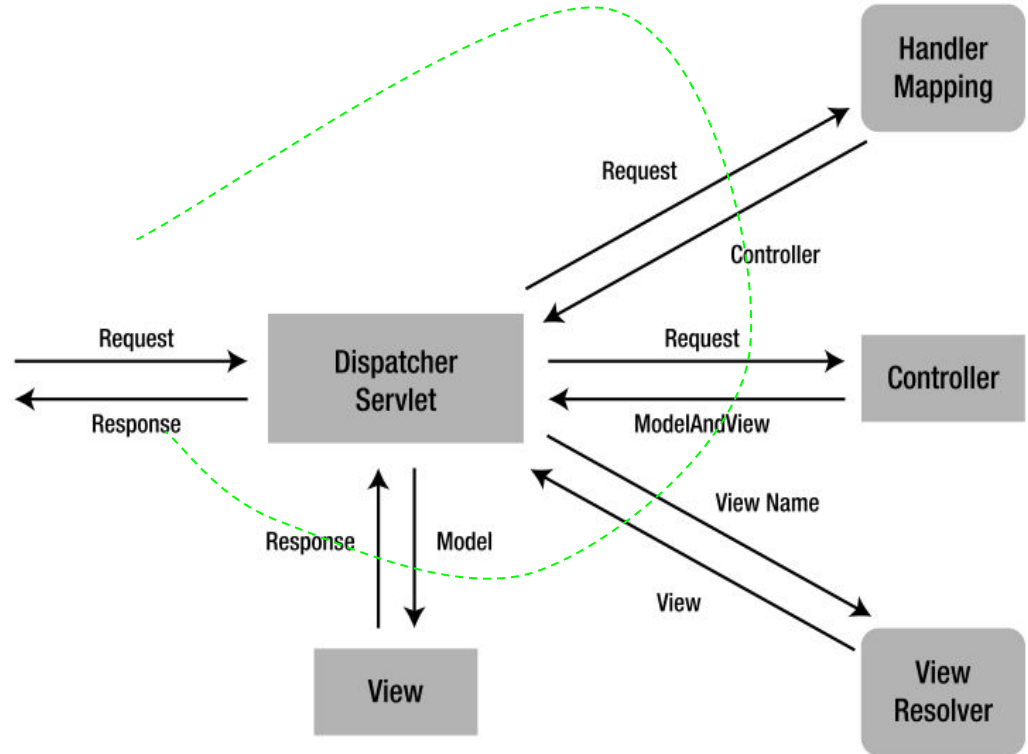 Handler
Mapping
Request
Controller
Request
Request
Dispatcher
Servlet
Controller
Response
ModelAndView
View Name
Response
Model
View
View
View
Resolver